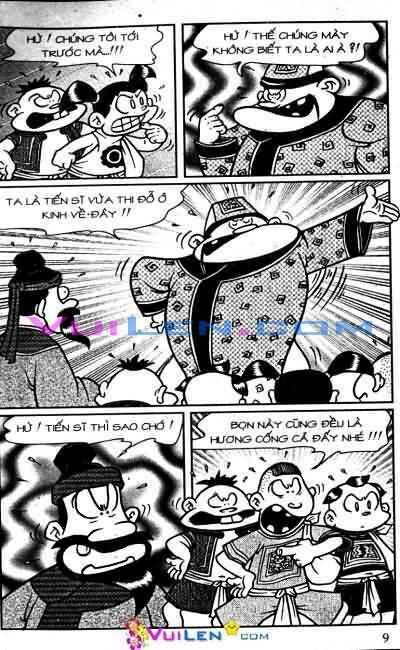 HỪ ! CHÚNG TÔI TỚI
TRƯỚC MÀ...!!!
HỪ ! THẾ CHÚNG MÀY
KHÔNG BIẾT TA LÀ AI À ?!
TA LÀ TIẾN SĨ VỪA THI ĐỖ Ở
KINH VỀ ĐÂY !!
VUILEN.COM
HỪ ! TIẾN SĨ THÌ SAO CHỚ !
BỌN NÀY CŨNG ĐỀU LÀ
HƯƠNG CỐNG CẢ ĐẤY NHÉ !!!
9
VUILEN.COM